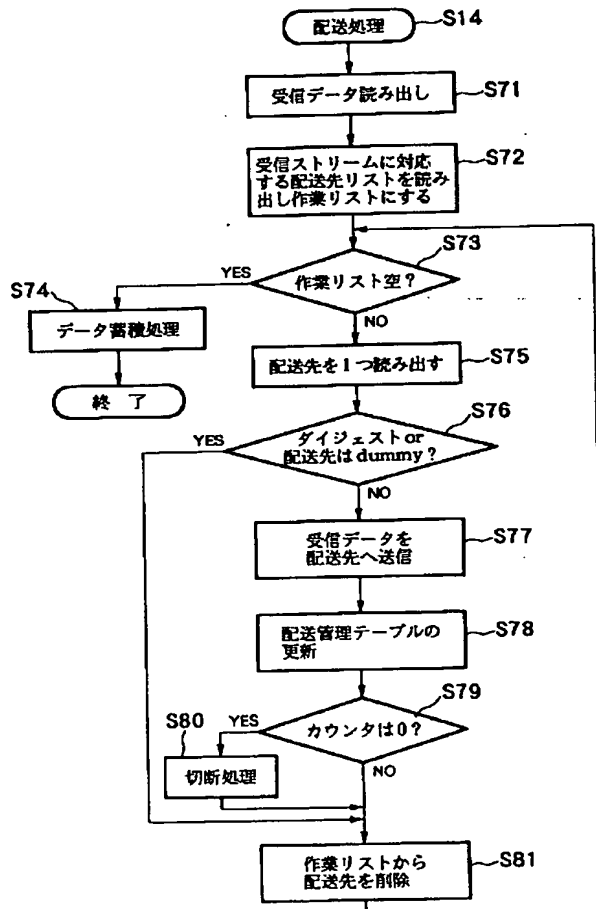 配送処理
S14
受信データ読み出し
S71
受信ストリームに対応
する配送先リストを読み
出し作業リストにする
S72
作業リスト空？
S73
YES
NO
S74
データ蓄積処理
終　了
配送先を1つ読み出す
S75
ダイジェストor
配送先はdummy？
S76
YES
NO
受信データを
配送先へ送信
S77
配送管理テーブルの
更新
S78
カウンタは0？
S79
YES
NO
S80
切断処理
作業リストから
配送先を削除
S81